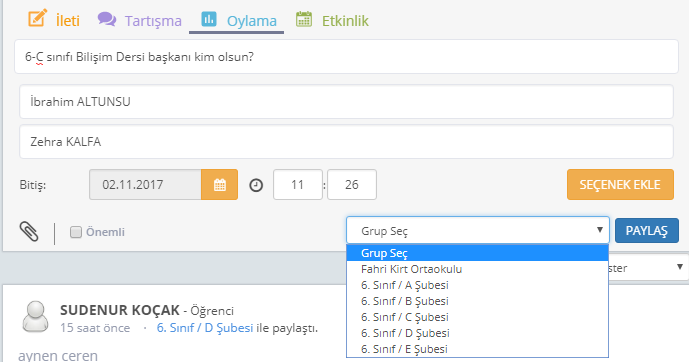 İleti Tartışma Oylama Etkinlik
6-C sınıfı Bilişim Dersi başkanı kim olsun?
İbrahim ALTUNSU
Zehra KALFA
Bitiş: 02.11.2017 11 : 26 SEÇENEK EKLE
Önemli Grup Seç PAYLAŞ
Grup Seç
Fahri Kirt Ortaokulu
6. Sınıf / A Şubesi
6. Sınıf / B Şubesi
6. Sınıf / C Şubesi
6. Sınıf / D Şubesi
6. Sınıf / E Şubesi
SUDENUR KOÇAK - Öğrenci
15 saat önce · 6. Sınıf / D Şubesi ile paylaştı.
aynen ceren